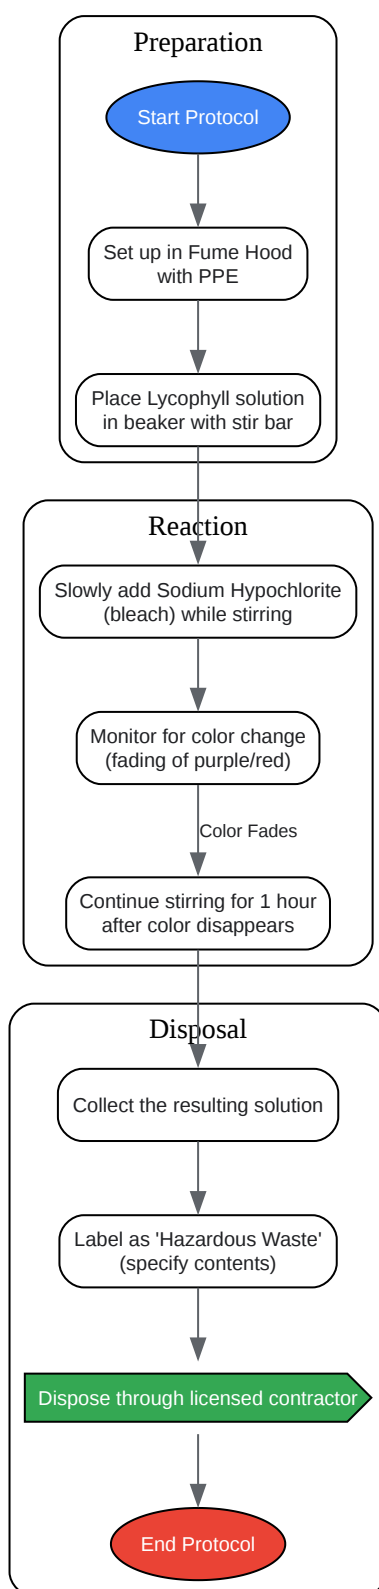 Preparation
Start Protocol
Set up in Fume Hood
with PPE
Place Lycophyll solution
in beaker with stir bar
Reaction
Slowly add Sodium Hypochlorite
(bleach) while stirring
Monitor for color change
(fading of purple/red)
Color Fades
Continue stirring for 1 hour
after color disappears
Disposal
Collect the resulting solution
Label as 'Hazardous Waste'
(specify contents)
Dispose through licensed contractor
End Protocol